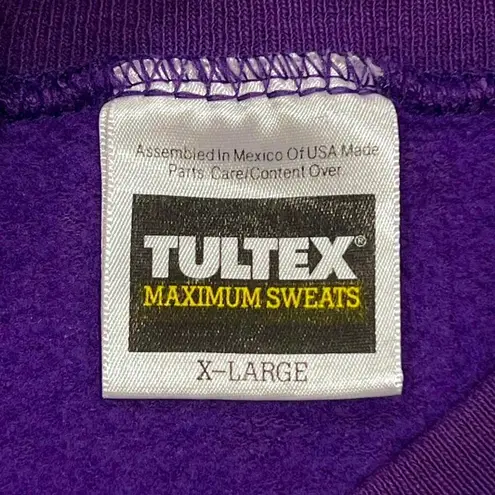 Assembled In Mexico Of USA Made
Parts Care/Content Over
TULTEX®
MAXIMUM SWEATS
X-LARGE